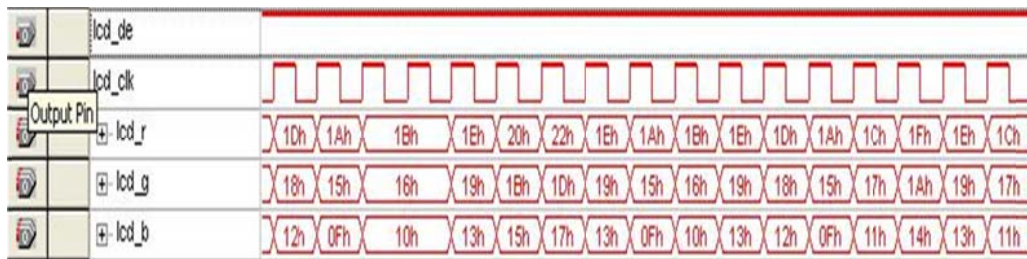 lcd_de
lcd_clk
Output Pin
lcd_r 1Dh 1Ah 1Bh 1Eh 20h 22h 1Eh 1Ah 1Bh 1Eh 1Dh 1Ah 1Ch 1Fh 1Eh 1Ch
lcd_g 18h 15h 16h 19h 1Bh 1Dh 19h 15h 16h 19h 18h 15h 17h 1Ah 19h 17h
lcd_b 12h 0Fh 10h 13h 15h 17h 13h 0Fh 10h 13h 12h 0Fh 11h 14h 13h 11h